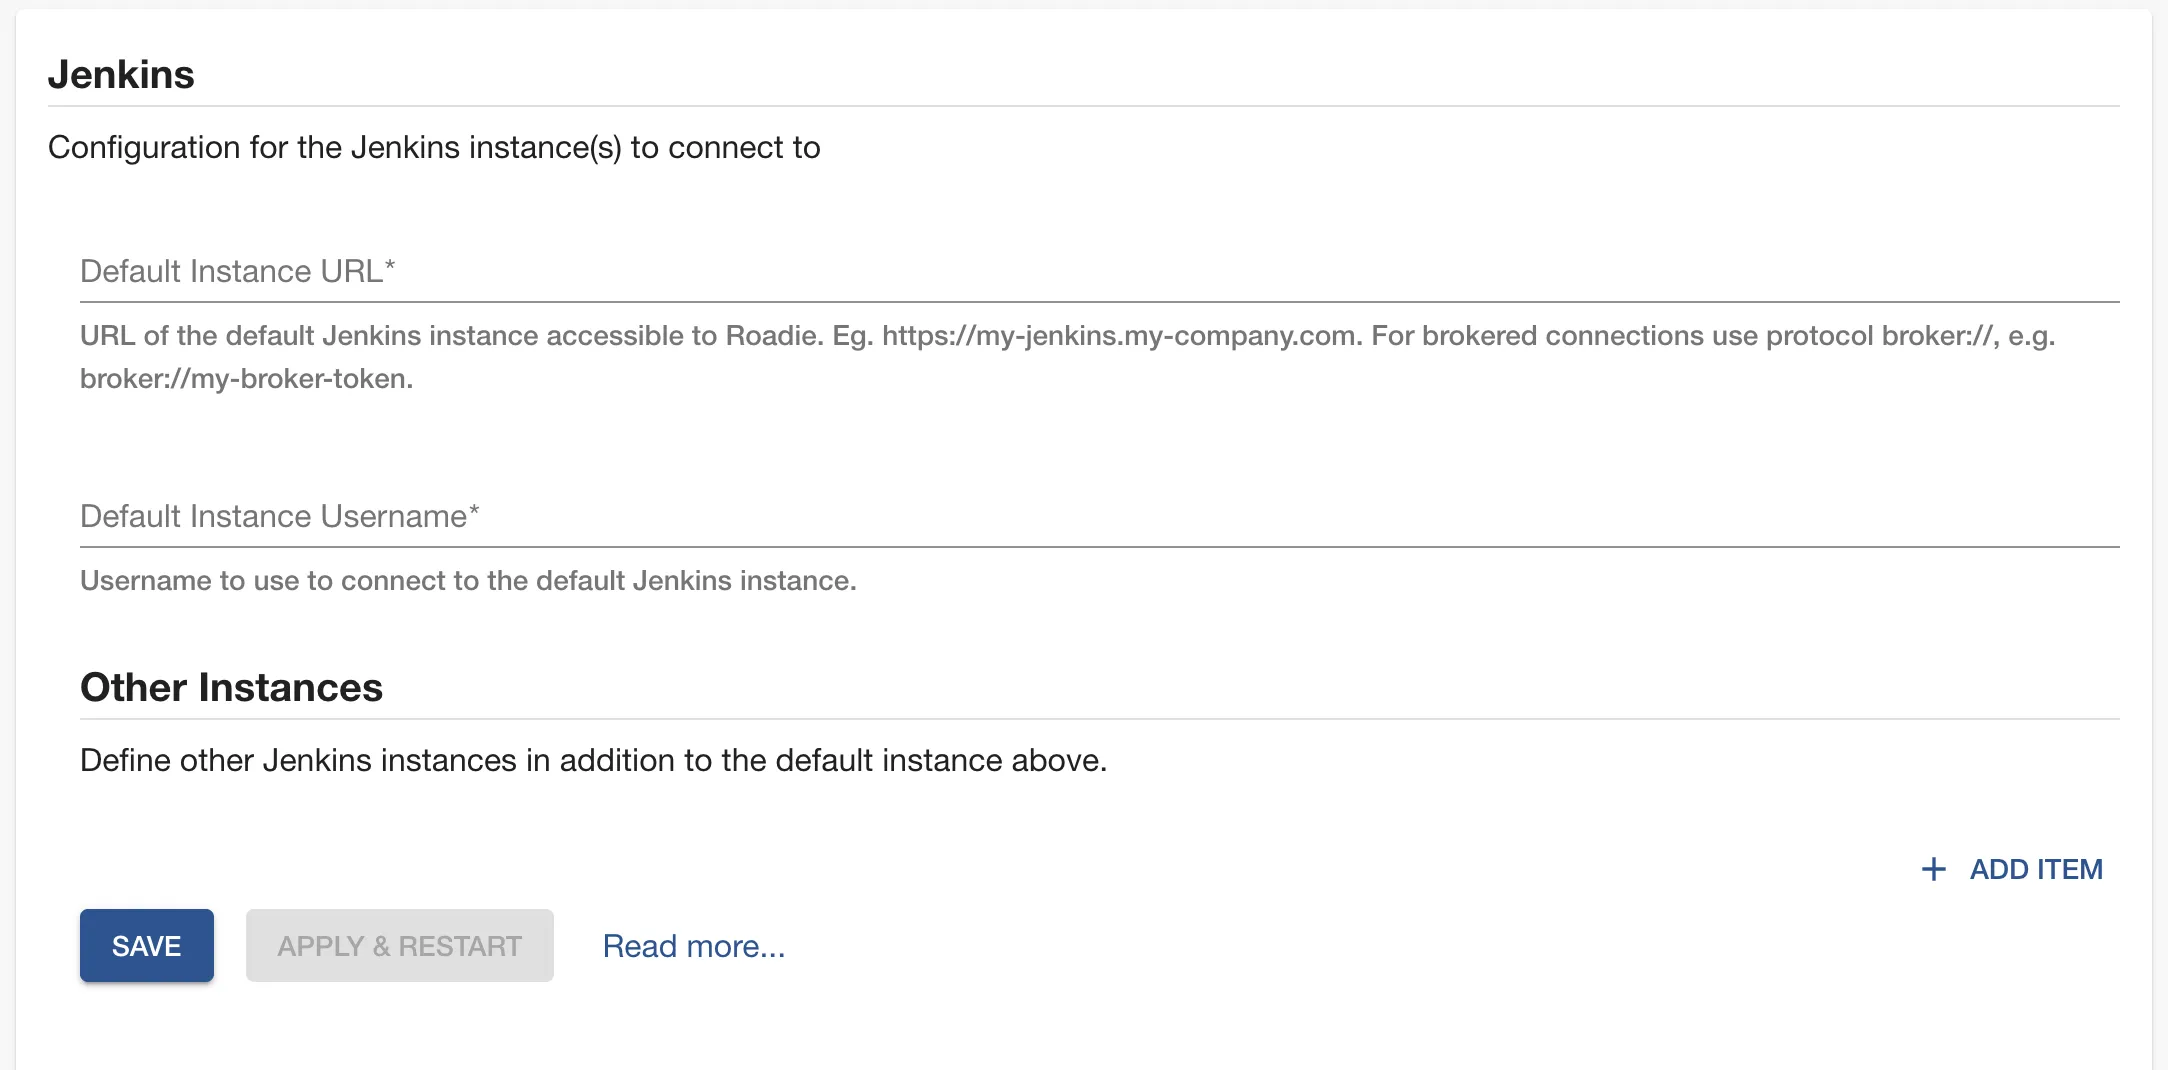 Jenkins
Configuration for the Jenkins instance(s) to connect to
Default Instance URL*
URL of the default Jenkins instance accessible to Roadie. Eg. https://my-jenkins.my-company.com. For brokered connections use protocol broker://, e.g.
broker://my-broker-token.
Default Instance Username*
Username to use to connect to the default Jenkins instance.
Other Instances
Define other Jenkins instances in addition to the default instance above.
+ ADD ITEM
SAVE APPLY & RESTART Read more...